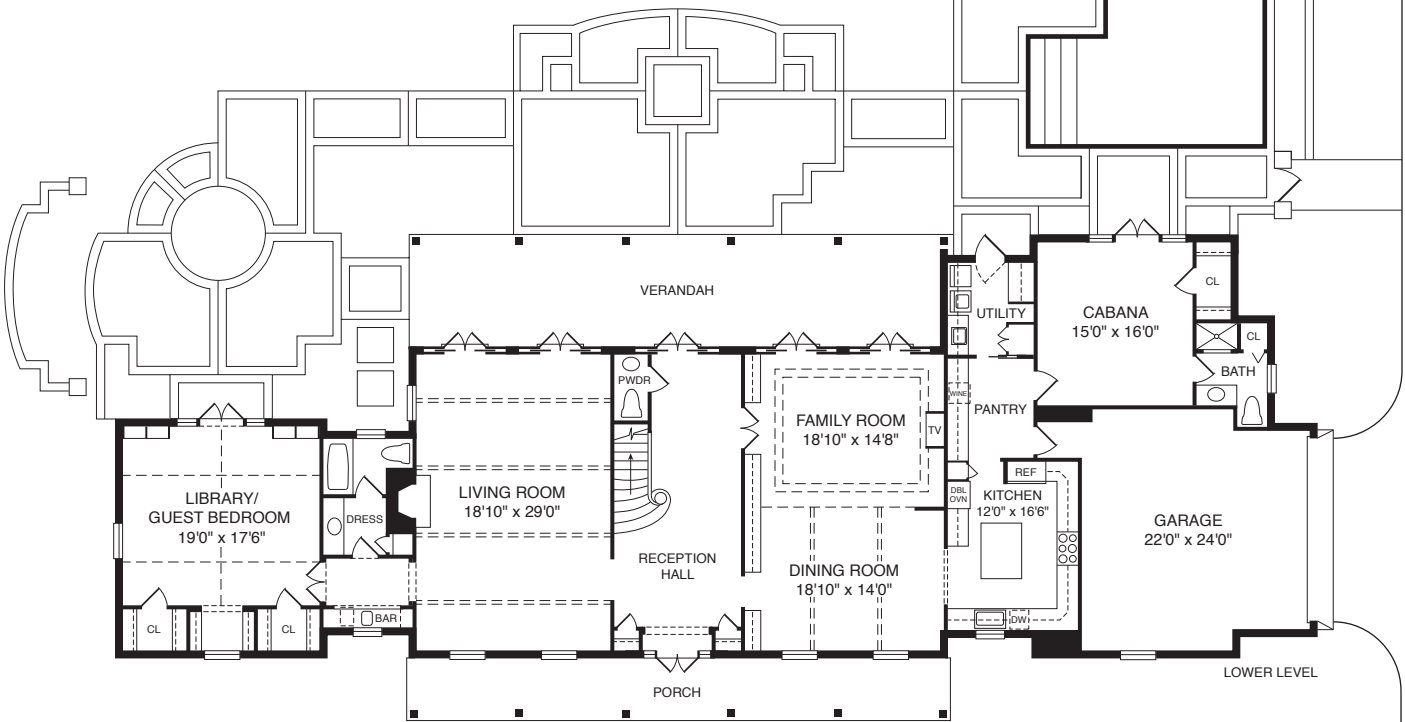 VERANDAH
UTILITY
CABANA
15'0" x 16'0"
CL
CL
BATH
PWDR
WINE
PANTRY
FAMILY ROOM
18'10" x 14'8"
TV
LIBRARY/
GUEST BEDROOM
19'0" x 17'6"
DRESS
LIVING ROOM
18'10" x 29'0"
REF
DBL
OVN
KITCHEN
12'0" x 16'6"
GARAGE
22'0" x 24'0"
RECEPTION
HALL
DINING ROOM
18'10" x 14'0"
CL
CL
BAR
DW
PORCH
LOWER LEVEL